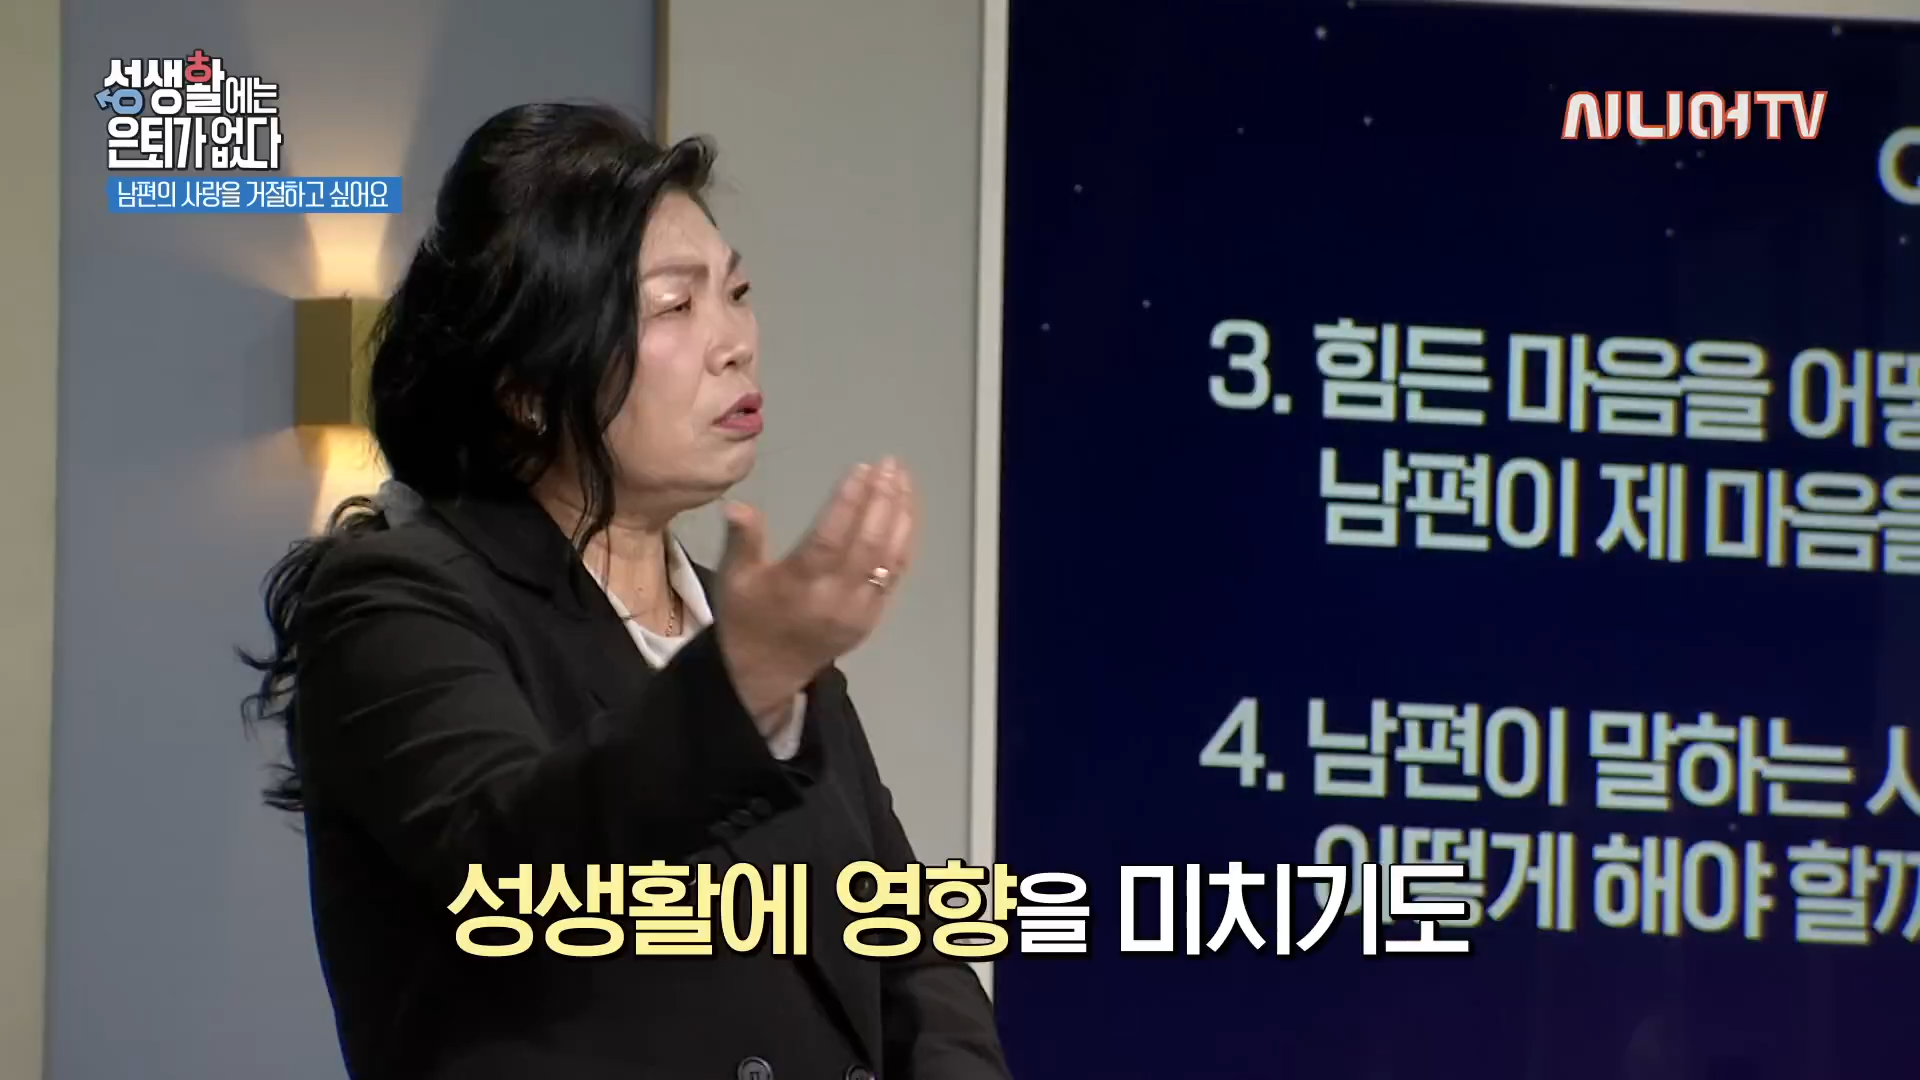 성생활에는
은퇴가 없다
남편의 사랑을 거절하고 싶어요
시니어TV
3. 힘든 마음을
남편이 제 마음을
4. 남편이 말하는
어떻게 해야
성생활에 영향을 미치기도